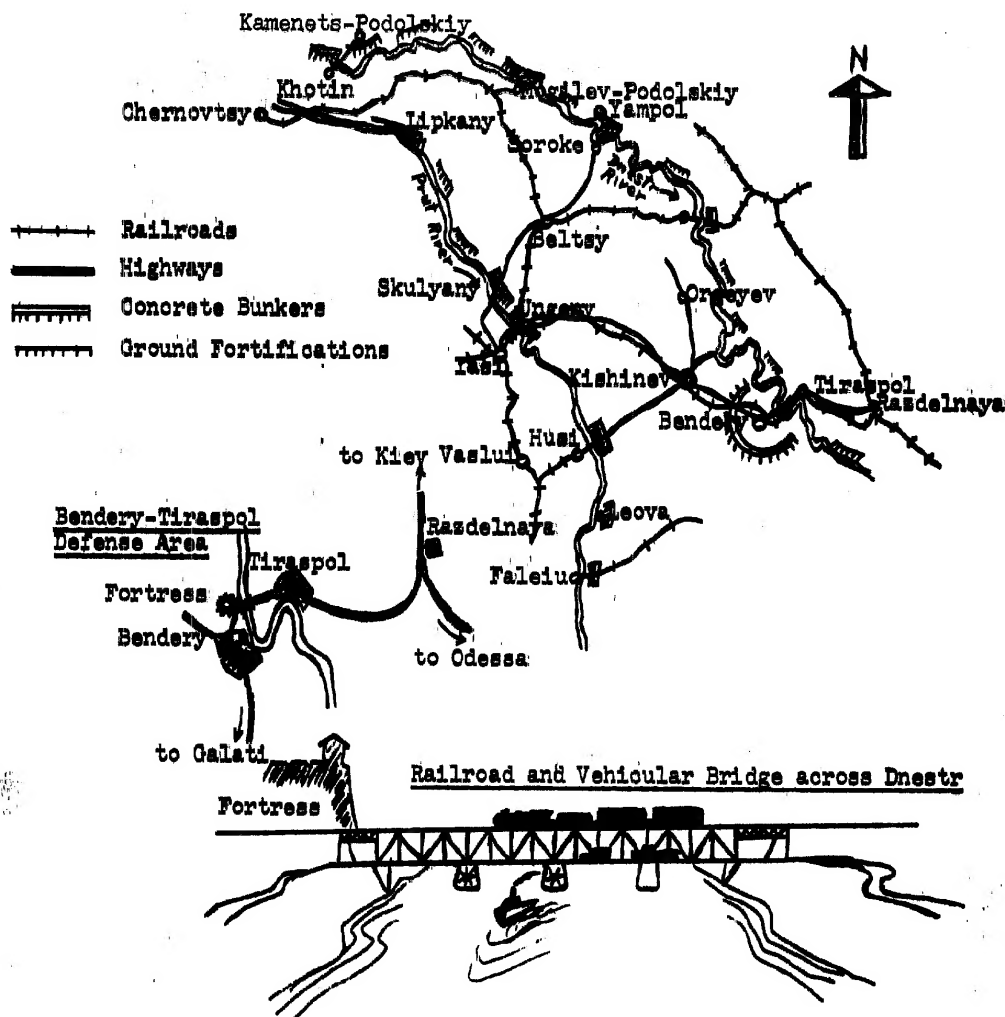 Kamenets-Podolskiy
Khotin
Mogilev-Podolskiy
Yampol
N
Chernovtsy
Lipkany
Soroke
Dnestr
River
Prut River
Railroads
Highways
Concrete Bunkers
Ground Fortifications
Beltsy
Skulyany
Ungeny
Orgeyev
Iasi
Kishinev
Tiraspol
Razdelnaya
Bendery
Husi
to Kiev
Vaslui
Leova
Faleiu
Bendery-Tiraspol
Defense Area
Razdelnaya
Tiraspol
Fortress
Bendery
to Odessa
to Galati
Railroad and Vehicular Bridge across Dnestr
Fortress